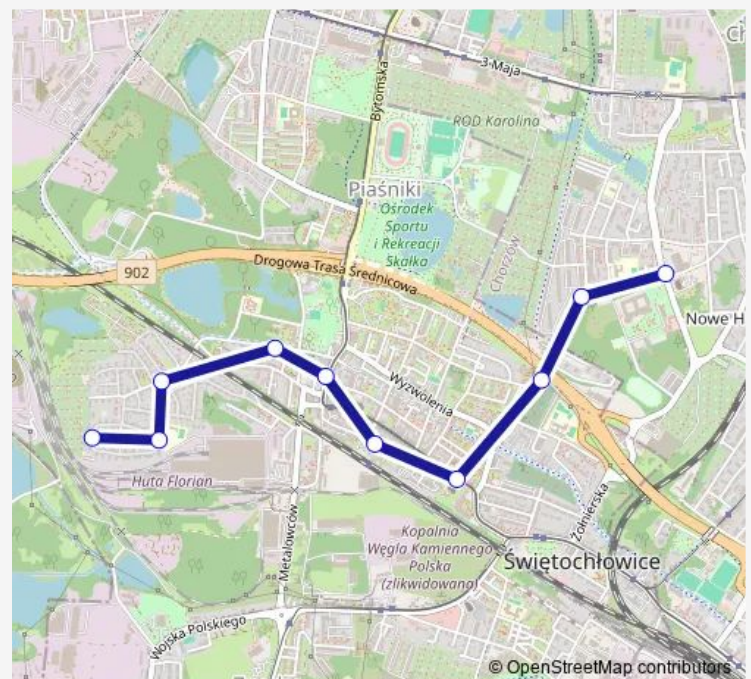 Ch
3 Maja
Bytomska
ROD Karolina
Piaśniki
Ośrodek
Sportu
i Rekreacji
Skałka
Chorzów
902
Drogowa Trasa Średnicowa
Nowe H
Wyzwolenia
Huta Florian
Metalowców
Żołnierska
Kopalnia
Węgla Kamiennego
Polska
(zlikwidowana)
Świętochłowice
Wojska Polskiego
© OpenStreetMap contributors